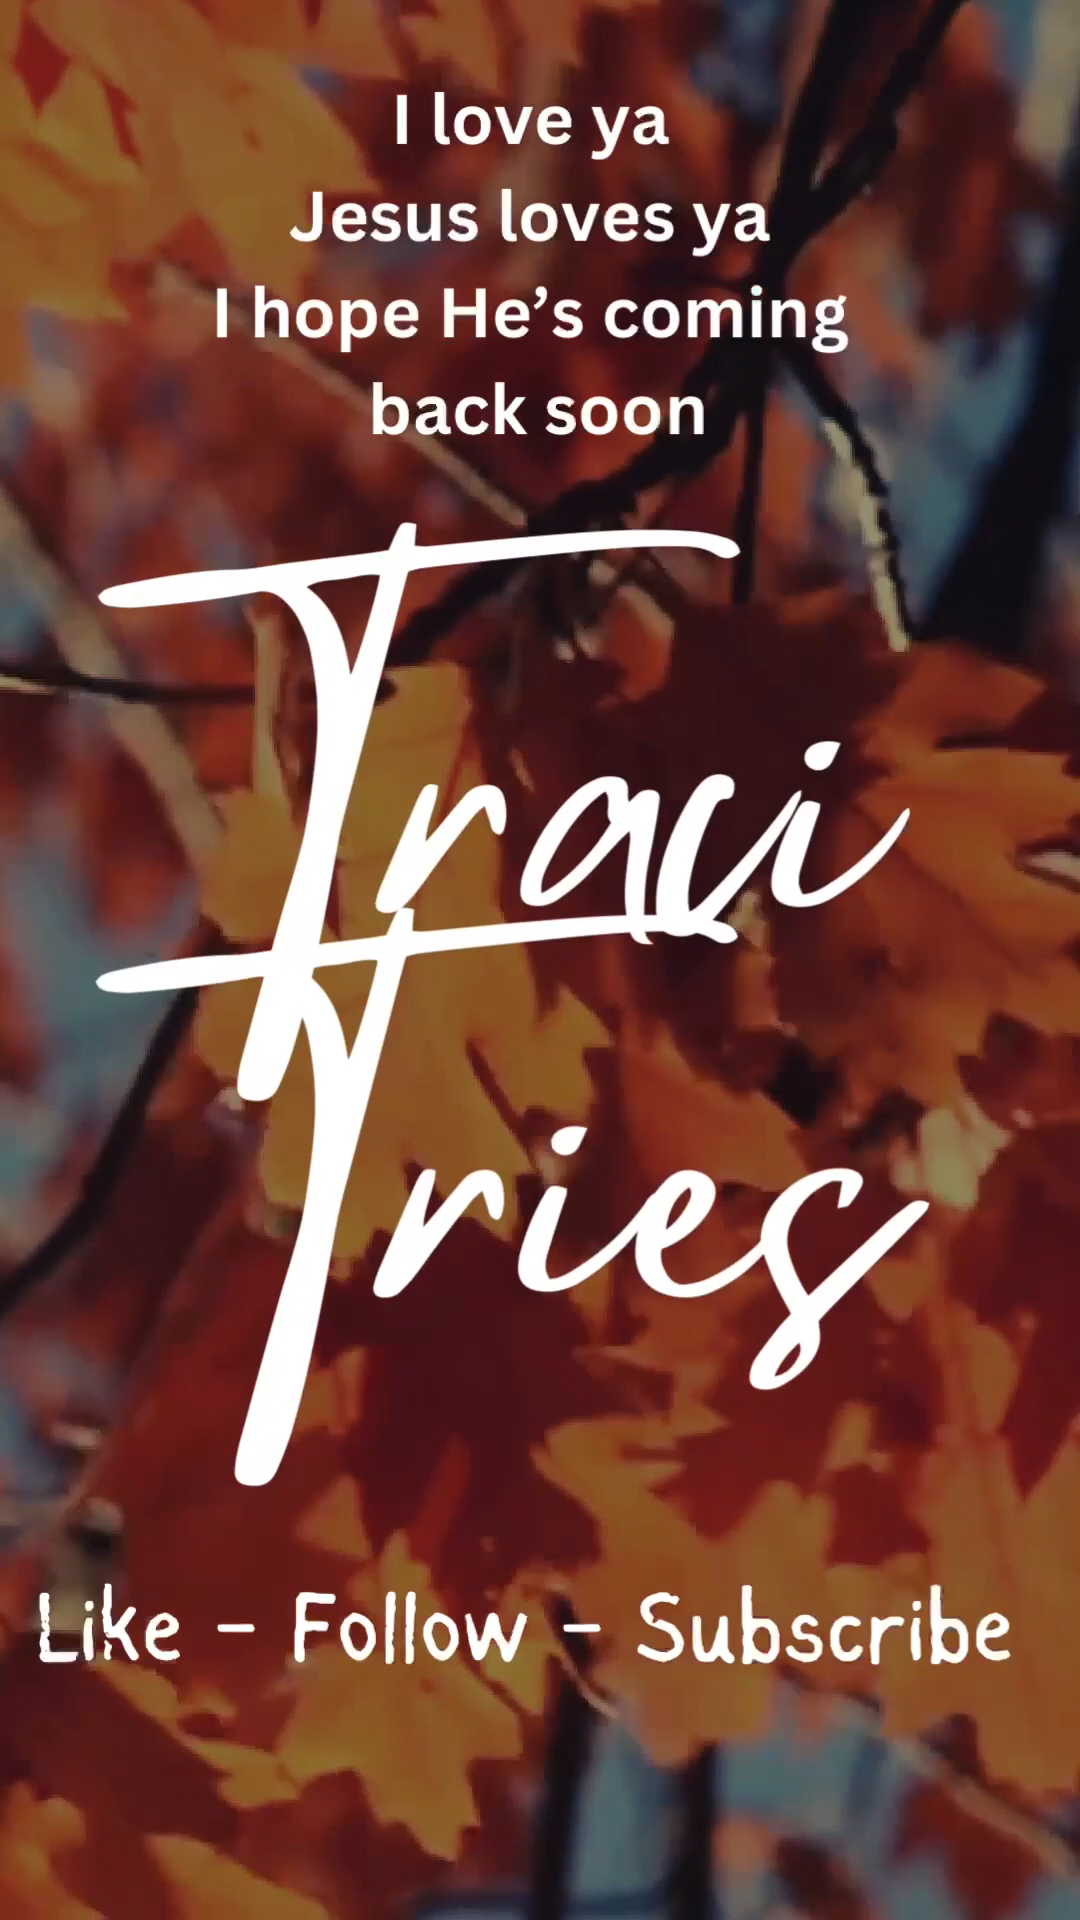 I love ya
Jesus loves ya
I hope He’s coming
back soon
Traci
Tries
Like - Follow - Subscribe